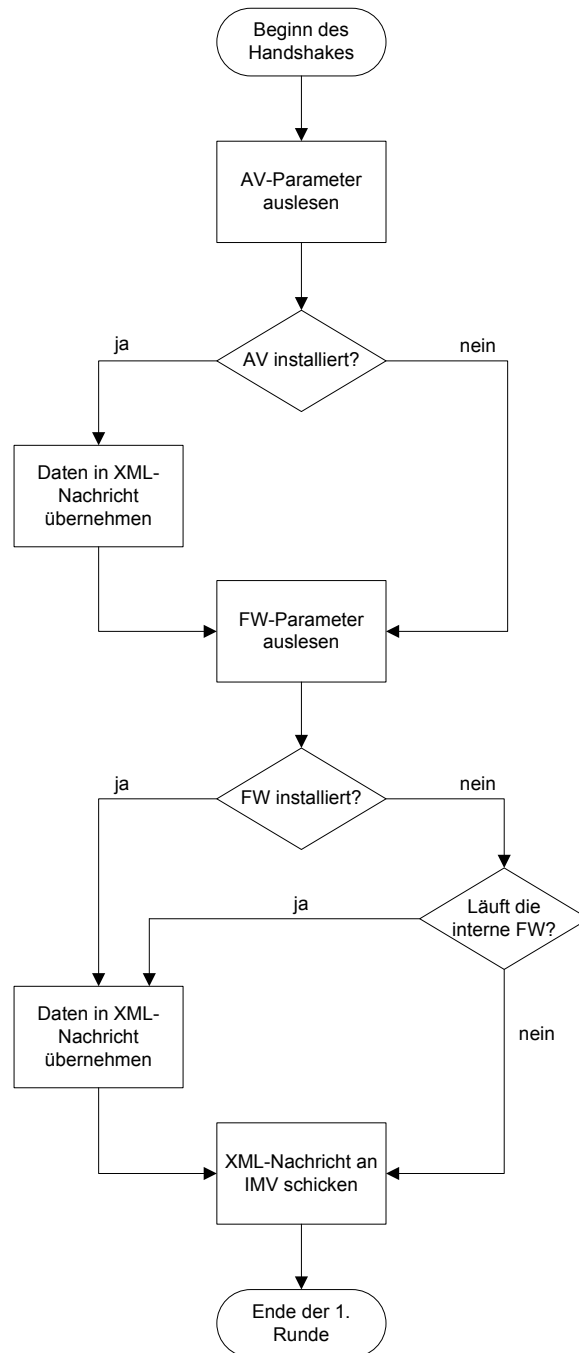 Beginn des
Handshakes
AV-Parameter
auslesen
ja
AV installiert?
nein
Daten in XML-
Nachricht
übernehmen
FW-Parameter
auslesen
ja
FW installiert?
nein
ja
Läuft die
interne FW?
Daten in XML-
Nachricht
übernehmen
nein
XML-Nachricht an
IMV schicken
Ende der 1.
Runde